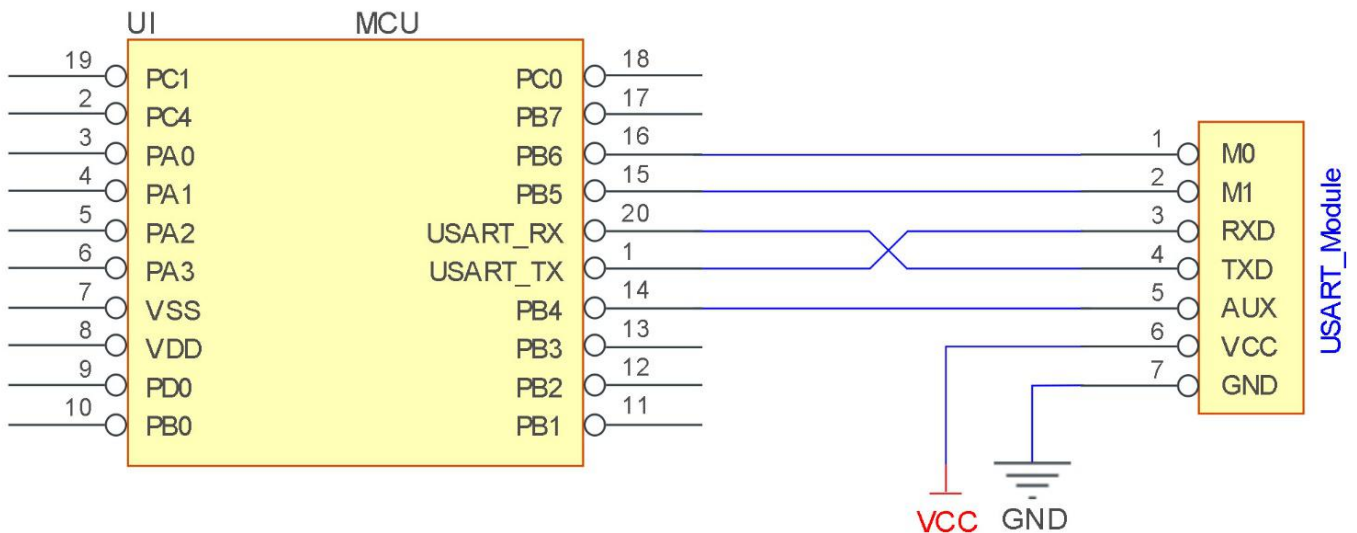 UI MCU
19 PC1 PC0 18
2 PC4 PB7 17
3 PA0 PB6 16 1 M0
4 PA1 PB5 15 2 M1
5 PA2 USART_RX 20 3 RXD
6 PA3 USART_TX 1 4 TXD
7 VSS PB4 14 5 AUX
8 VDD PB3 13 6 VCC
9 PD0 PB2 12 7 GND
10 PB0 PB1 11
USART_Module
VCC GND